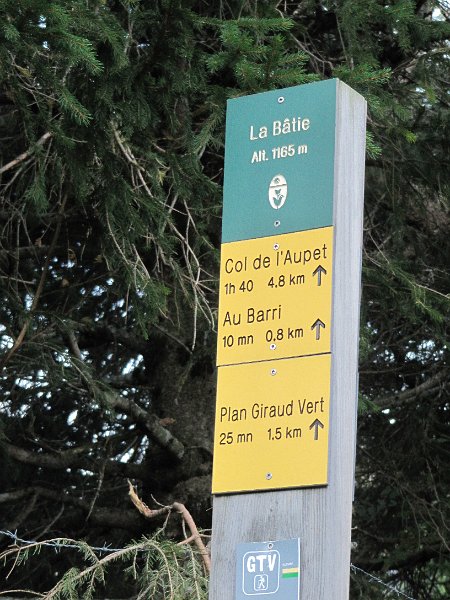 La Bâtie
Alt. 1165 m
Col de l'Aupet
1h 40 4.8 km ↑
Au Barri
10 mn 0.8 km ↑
Plan Giraud Vert
25 mn 1.5 km ↑
GTV